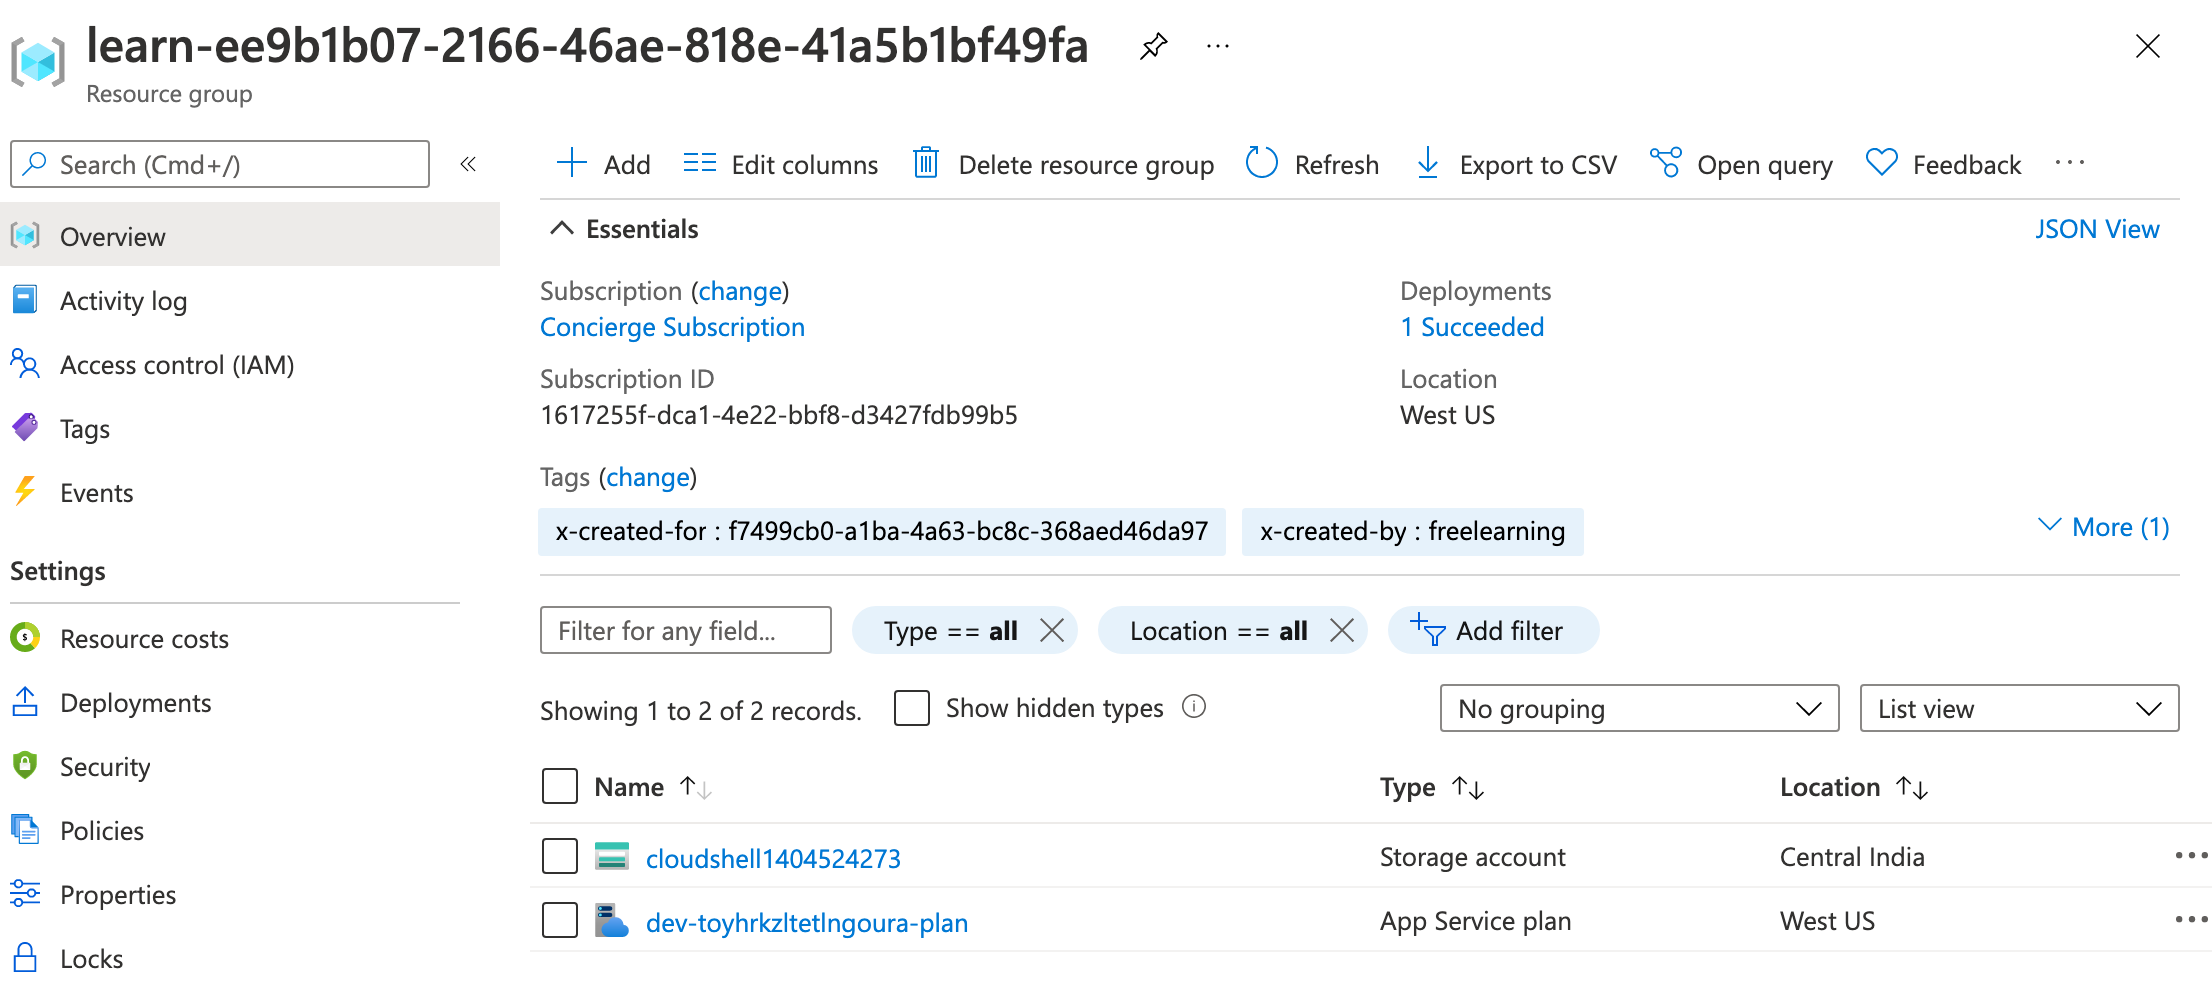 learn-ee9b1b07-2166-46ae-818e-41a5b1bf49fa
Resource group
Search (Cmd+/)
Overview
Activity log
Access control (IAM)
Tags
Events
Settings
Resource costs
Deployments
Security
Policies
Properties
Locks
Add
Edit columns
Delete resource group
Refresh
Export to CSV
Open query
Feedback
Essentials
JSON View
Subscription (change)
Concierge Subscription
Subscription ID
1617255f-dca1-4e22-bbf8-d3427fdb99b5
Deployments
1 Succeeded
Location
West US
Tags (change)
x-created-for : f7499cb0-a1ba-4a63-bc8c-368aed46da97
x-created-by : freelearning
More (1)
Filter for any field...
Type == all
Location == all
Add filter
Showing 1 to 2 of 2 records.
Show hidden types
No grouping
List view
Name Type Location
cloudshell1404524273 Storage account Central India
dev-toyhrkzltetlngoura-plan App Service plan West US